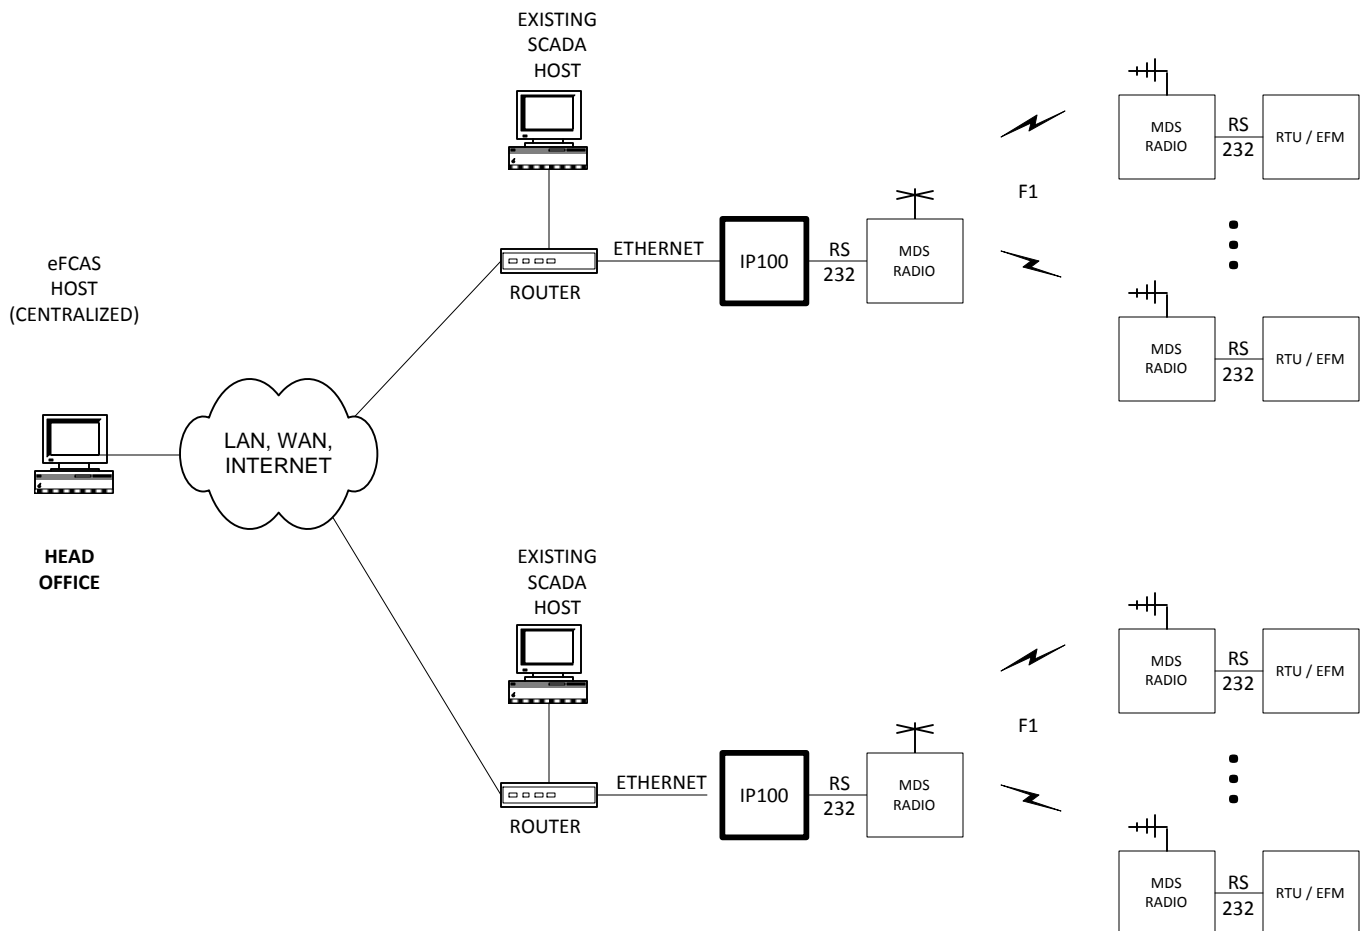 EXISTING
SCADA
HOST
MDS
RADIO
RS
232
RTU / EFM
F1
ETHERNET
IP100
RS
232
MDS
RADIO
ROUTER
MDS
RADIO
RS
232
RTU / EFM
eFCAS
HOST
(CENTRALIZED)
LAN, WAN,
INTERNET
HEAD
OFFICE
EXISTING
SCADA
HOST
MDS
RADIO
RS
232
RTU / EFM
F1
ETHERNET
IP100
RS
232
MDS
RADIO
ROUTER
MDS
RADIO
RS
232
RTU / EFM